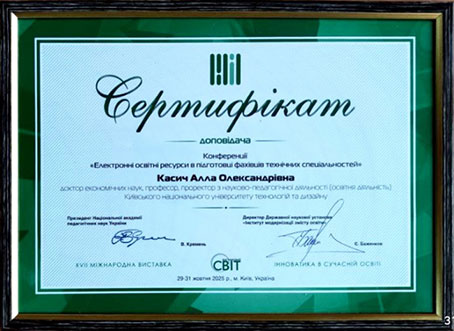 Сертифікат
ДОПОВІДАЧА
Конференції
«Електронні освітні ресурси в підготовці фахівців технічних спеціальностей»
Касич Алла Олександрівна
доктор економічних наук, професор, проректор з науково-педагогічної діяльності (освітня діяльність)
Київського національного університету технологій та дизайну
Президент Національної академії
педагогічних наук України
В. Кремень
Директор Державної наукової установи
«Інститут модернізації змісту освіти»
Є. Баженков
XVII МІЖНАРОДНА ВИСТАВКА
СВІТ
ІННОВАТИКА В СУЧАСНІЙ ОСВІТІ
29-31 жовтня 2025 р., м. Київ, Україна